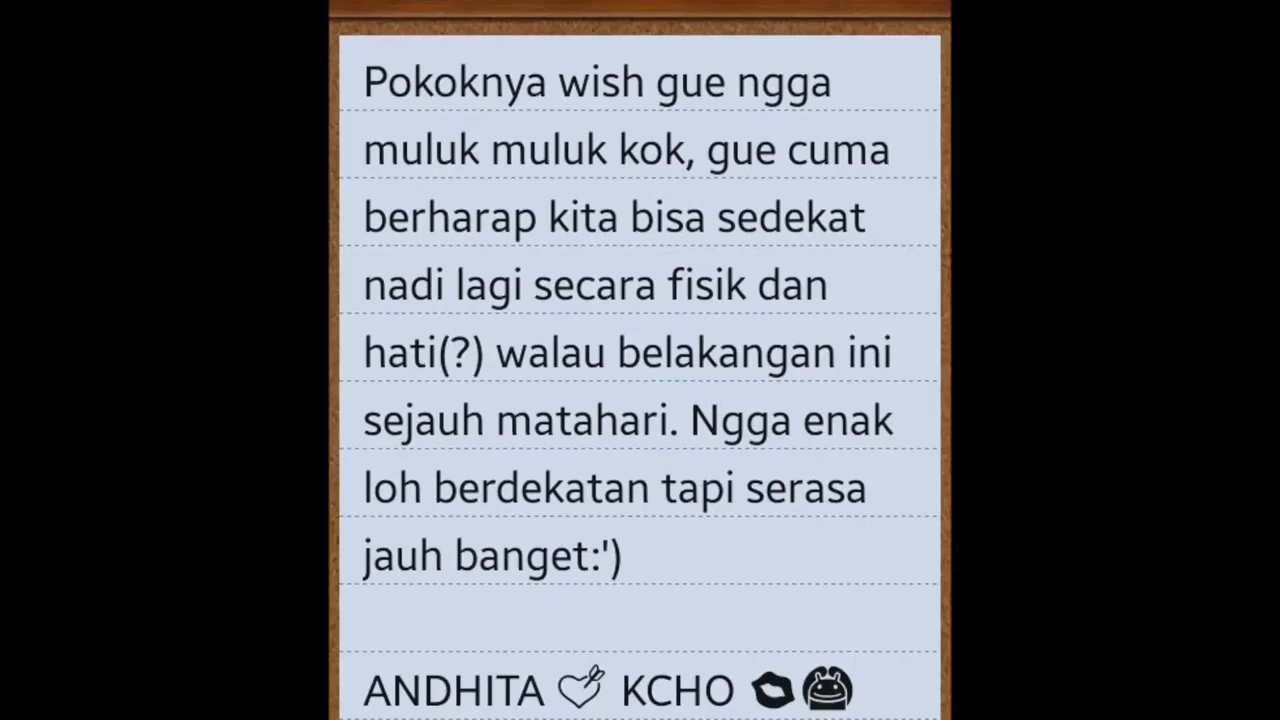 Pokoknya wish gue ngga
muluk muluk kok, gue cuma
berharap kita bisa sedekat
nadi lagi secara fisik dan
hati(?) walau belakangan ini
sejauh matahari. Ngga enak
loh berdekatan tapi serasa
jauh banget:')
ANDHITA 💘 KCHO 💋👹